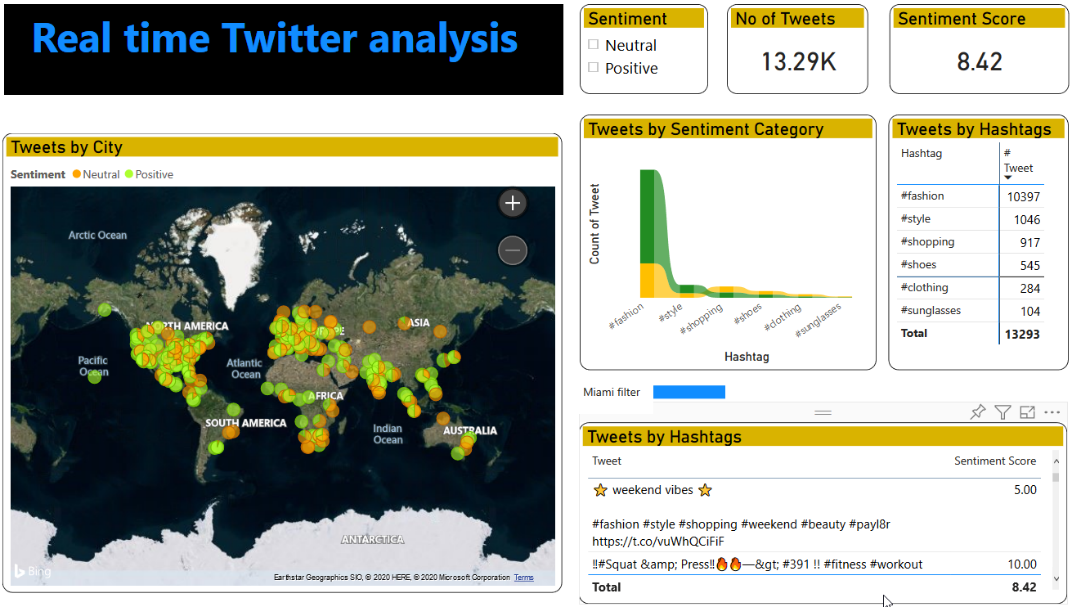 Real time Twitter analysis
Sentiment
Neutral
Positive
No of Tweets
13.29K
Sentiment Score
8.42
Tweets by City
Sentiment Neutral Positive
Arctic Ocean
NORTH AMERICA
ASIA
Pacific
Ocean
Atlantic
Ocean
AFRICA
SOUTH AMERICA
Indian
Ocean
AUSTRALIA
ANTARCTICA
Bing
Earthstar Geographics SIO, © 2020 HERE, © 2020 Microsoft Corporation Terms
Tweets by Sentiment Category
Count of Tweet
#fashion
#style
#shopping
#shoes
#clothing
#sunglasses
Hashtag
Tweets by Hashtags
Hashtag #
Tweet
#fashion 10397
#style 1046
#shopping 917
#shoes 545
#clothing 284
#sunglasses 104
Total 13293
Miami filter
Tweets by Hashtags
Tweet Sentiment Score
⭐ weekend vibes ⭐ 5.00
#fashion #style #shopping #weekend #beauty #payl8r
https://t.co/vuWhQCiFiF
‼#Squat &amp; Press‼🔥🔥—&gt; #391 !! #fitness #workout 10.00
Total 8.42